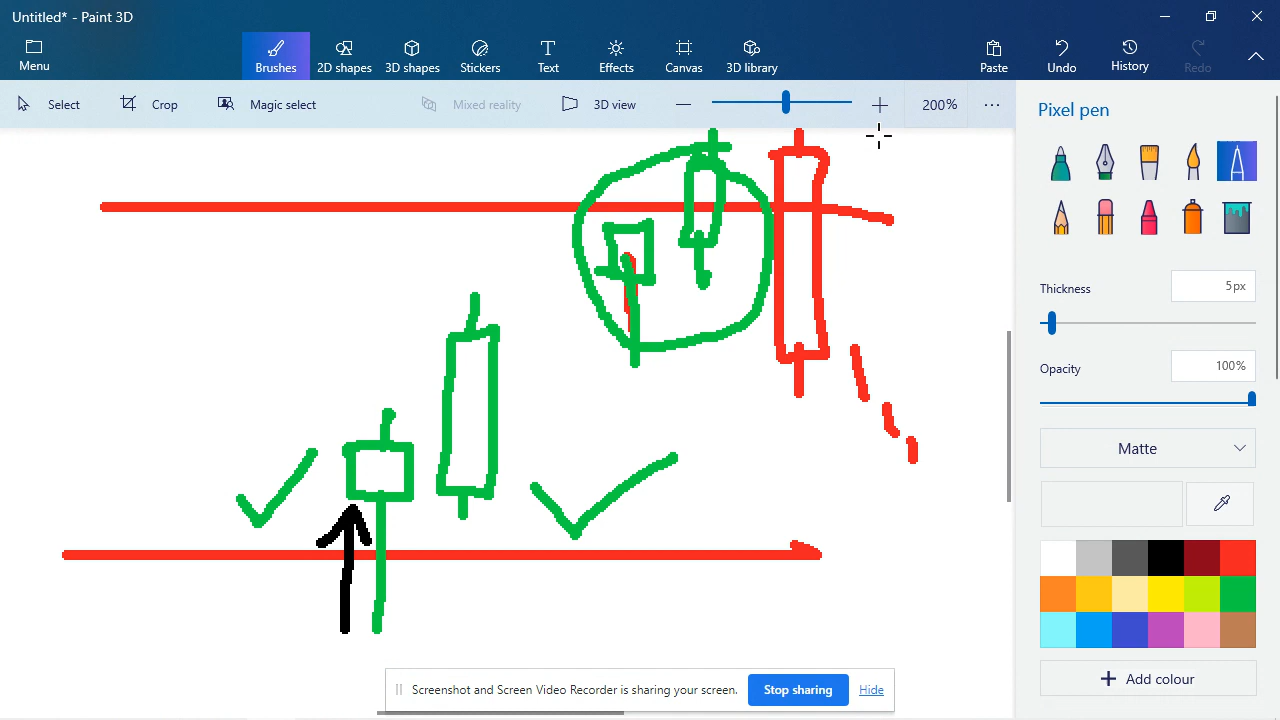 Untitled* - Paint 3D
Menu
Brushes
2D shapes
3D shapes
Stickers
Text
Effects
Canvas
3D library
Paste
Undo
History
Redo
Select
Crop
Magic select
Mixed reality
3D view
200%
Pixel pen
Thickness
5px
Opacity
100%
Matte
Add colour
Screenshot and Screen Video Recorder is sharing your screen.
Stop sharing
Hide